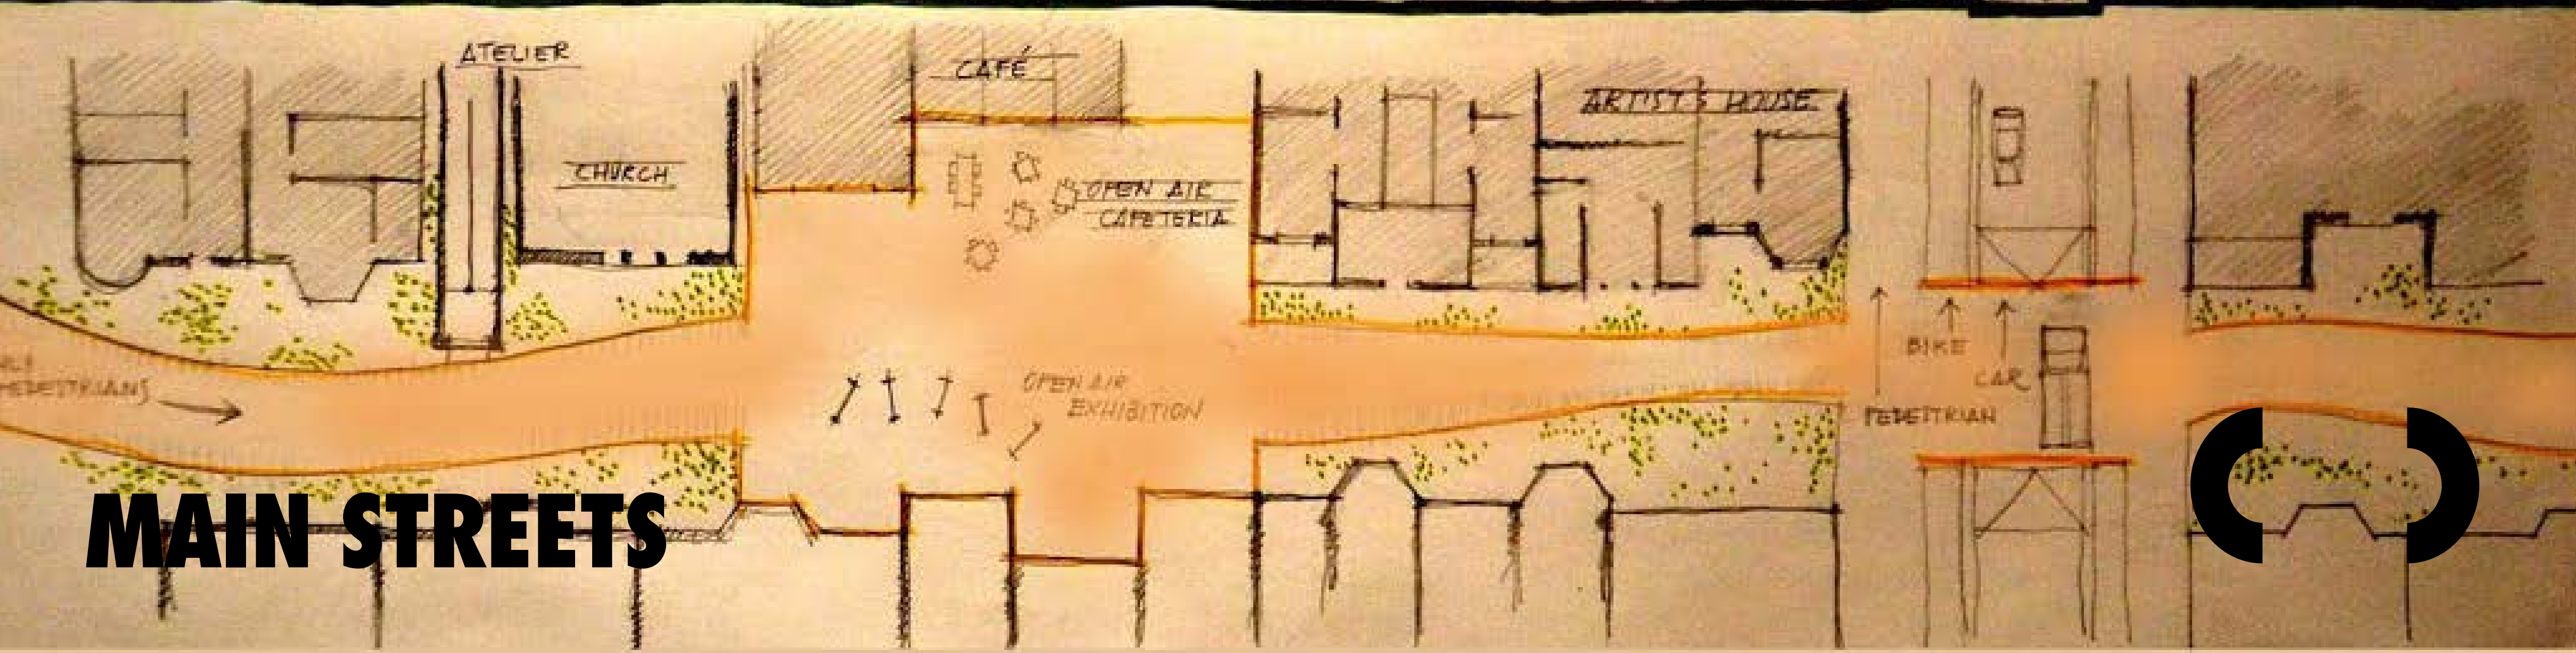 ATELIER
CAFÉ
ARTIST'S HOUSE
CHURCH
OPEN AIR
CAFETERIA
BIKE
CAR
PEDESTRIANS
OPEN AIR
EXHIBITION
PEDESTRIAN
MAIN STREETS